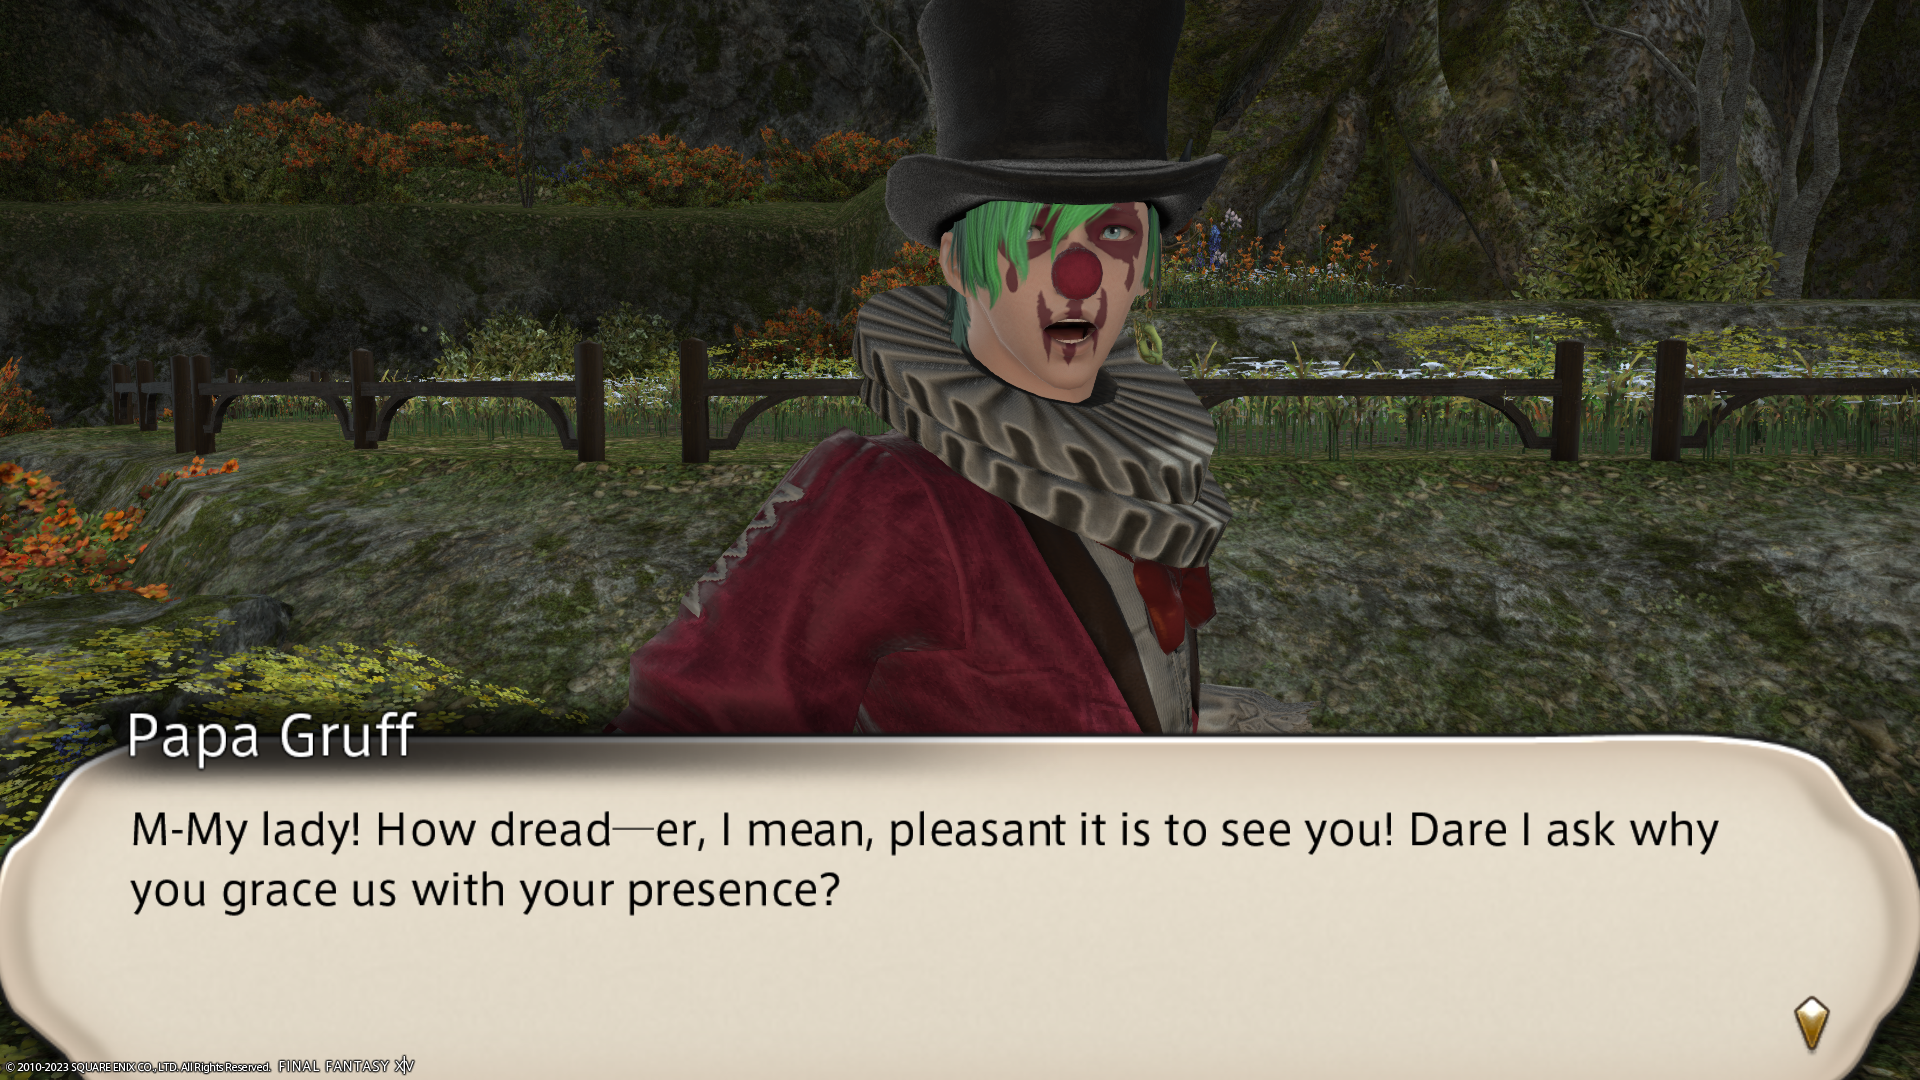 Papa Gruff
M-My lady! How dread—er, I mean, pleasant it is to see you! Dare I ask why
you grace us with your presence?
© 2010-2023 SQUARE ENIX CO., LTD. All Rights Reserved. FINAL FANTASY XIV